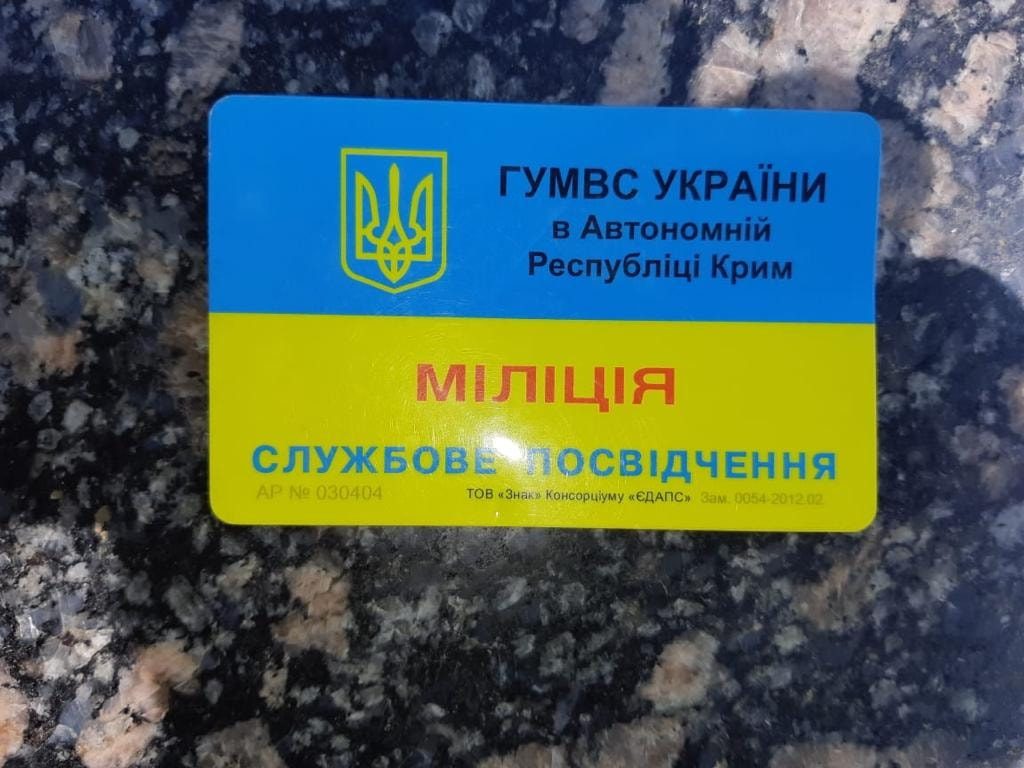 ГУМВС УКРАЇНИ
в Автономній
Республіці Крим
МІЛІЦІЯ
СЛУЖБОВЕ ПОСВІДЧЕННЯ
АР № 030404 ТОВ «Знак» Консорціуму «ЄДАПС» Зам. 0054-2012.02